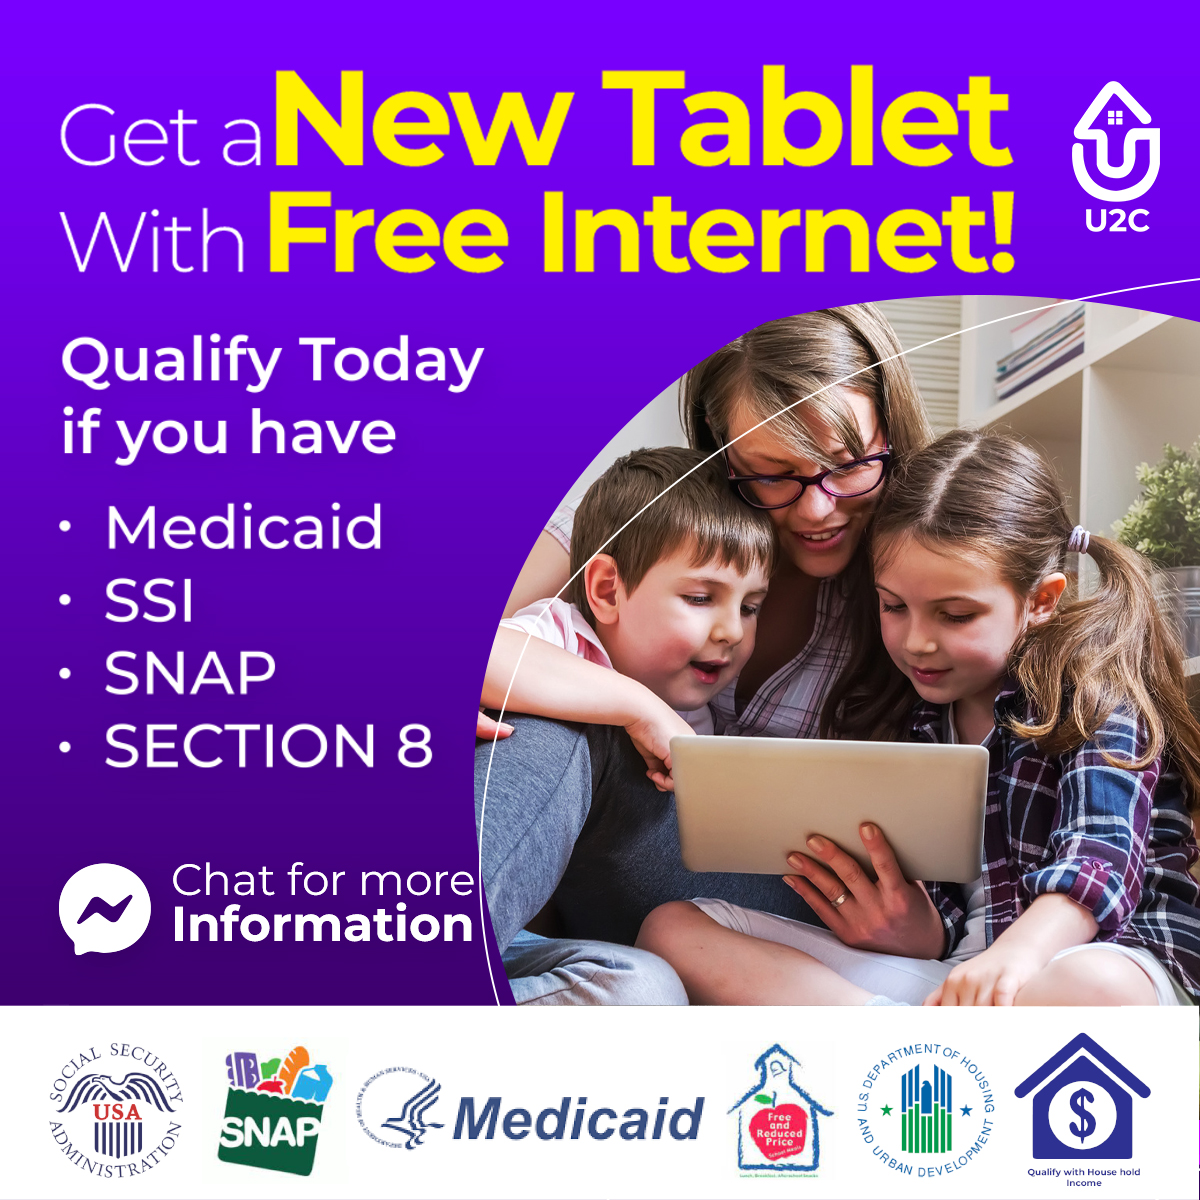 Get a New Tablet
With Free Internet!
U2C
Qualify Today
if you have
• Medicaid
• SSI
• SNAP
• SECTION 8
Chat for more
Information
SOCIAL SECURITY
USA
ADMINISTRATION
SNAP
Medicaid
Free
and
Reduced
Price
School Meals
U.S. DEPARTMENT OF HOUSING
AND URBAN DEVELOPMENT
$
Qualify with House hold
Income